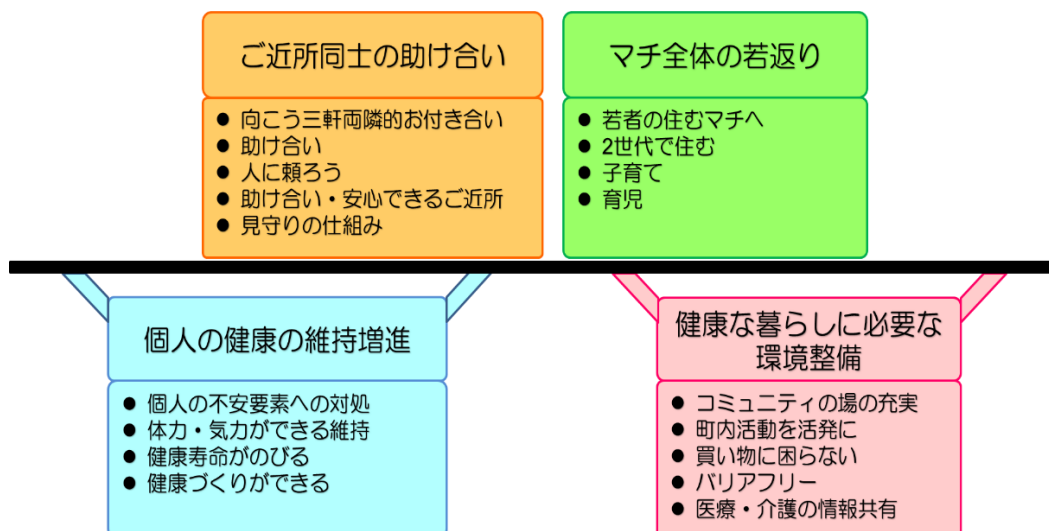 ご近所同士の助け合い
● 向こう三軒両隣的お付き合い
● 助け合い
● 人に頼ろう
● 助け合い・安心できるご近所
● 見守りの仕組み
マチ全体の若返り
● 若者の住むマチへ
● 2世代で住む
● 子育て
● 育児
個人の健康の維持増進
● 個人の不安要素への対処
● 体力・気力ができる維持
● 健康寿命がのびる
● 健康づくりができる
健康な暮らしに必要な
環境整備
● コミュニティの場の充実
● 町内活動を活発に
● 買い物に困らない
● バリアフリー
● 医療・介護の情報共有